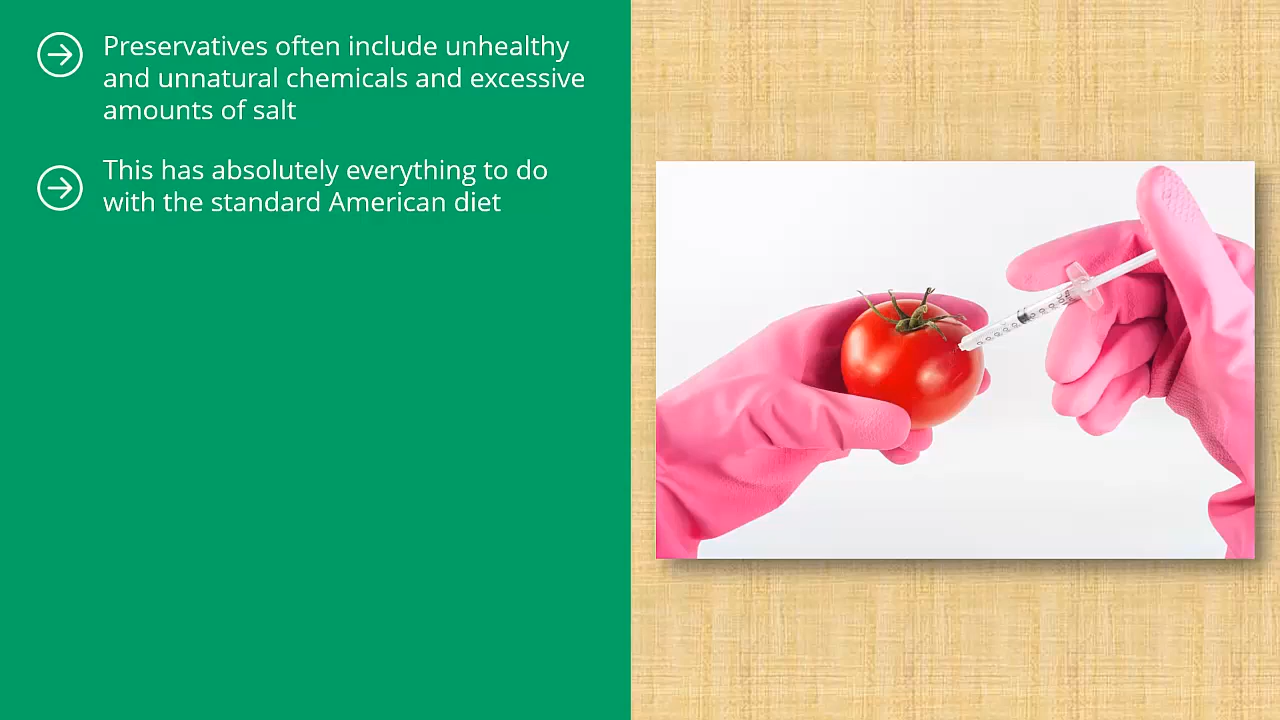 Preservatives often include unhealthy
and unnatural chemicals and excessive
amounts of salt
This has absolutely everything to do
with the standard American diet